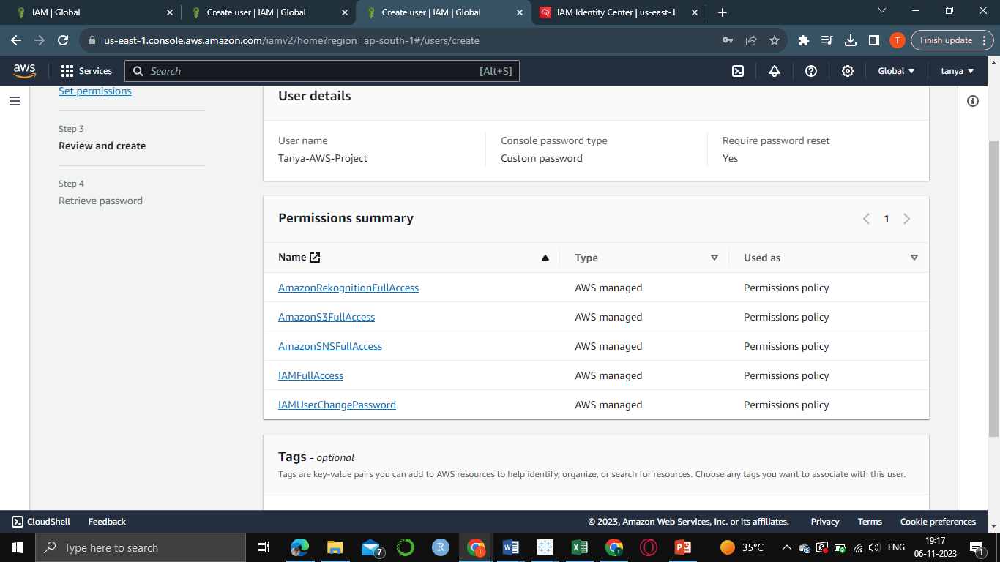 IAM | Global
Create user | IAM | Global
Create user | IAM | Global
IAM Identity Center | us-east-1
us-east-1.console.aws.amazon.com/iamv2/home?region=ap-south-1#/users/create
T
Finish update
aws
Services
Search
[Alt+S]
Global
tanya
Set permissions
Step 3
Review and create
Step 4
Retrieve password
User details
User name
Console password type
Require password reset
Tanya-AWS-Project
Custom password
Yes
Permissions summary
1
Name
Type
Used as
AmazonRekognitionFullAccess
AWS managed
Permissions policy
AmazonS3FullAccess
AWS managed
Permissions policy
AmazonSNSFullAccess
AWS managed
Permissions policy
IAMFullAccess
AWS managed
Permissions policy
IAMUserChangePassword
AWS managed
Permissions policy
Tags - optional
Tags are key-value pairs you can add to AWS resources to help identify, organize, or search for resources. Choose any tags you want to associate with this user.
CloudShell
Feedback
© 2023, Amazon Web Services, Inc. or its affiliates.
Privacy
Terms
Cookie preferences
Type here to search
7
R
T
35°C
ENG
19:17
06-11-2023
1